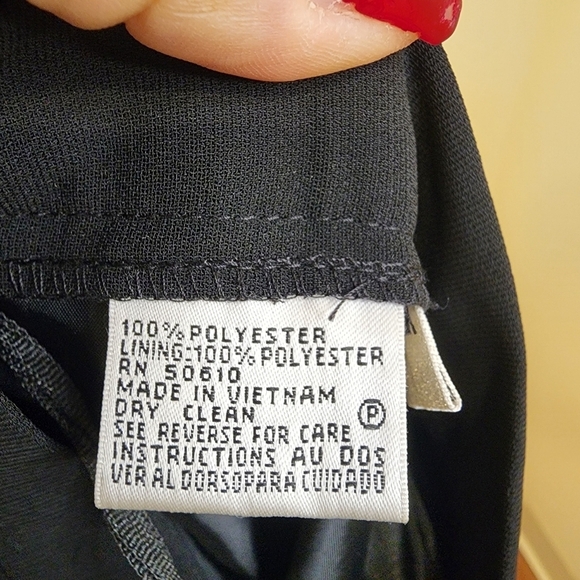 100% POLYESTER
LINING:100% POLYESTER
RN 50610
MADE IN VIETNAM
DRY CLEAN Ⓟ
SEE REVERSE FOR CARE
INSTRUCTIONS AU DOS
VER AL DORSOPARA CUIDADO